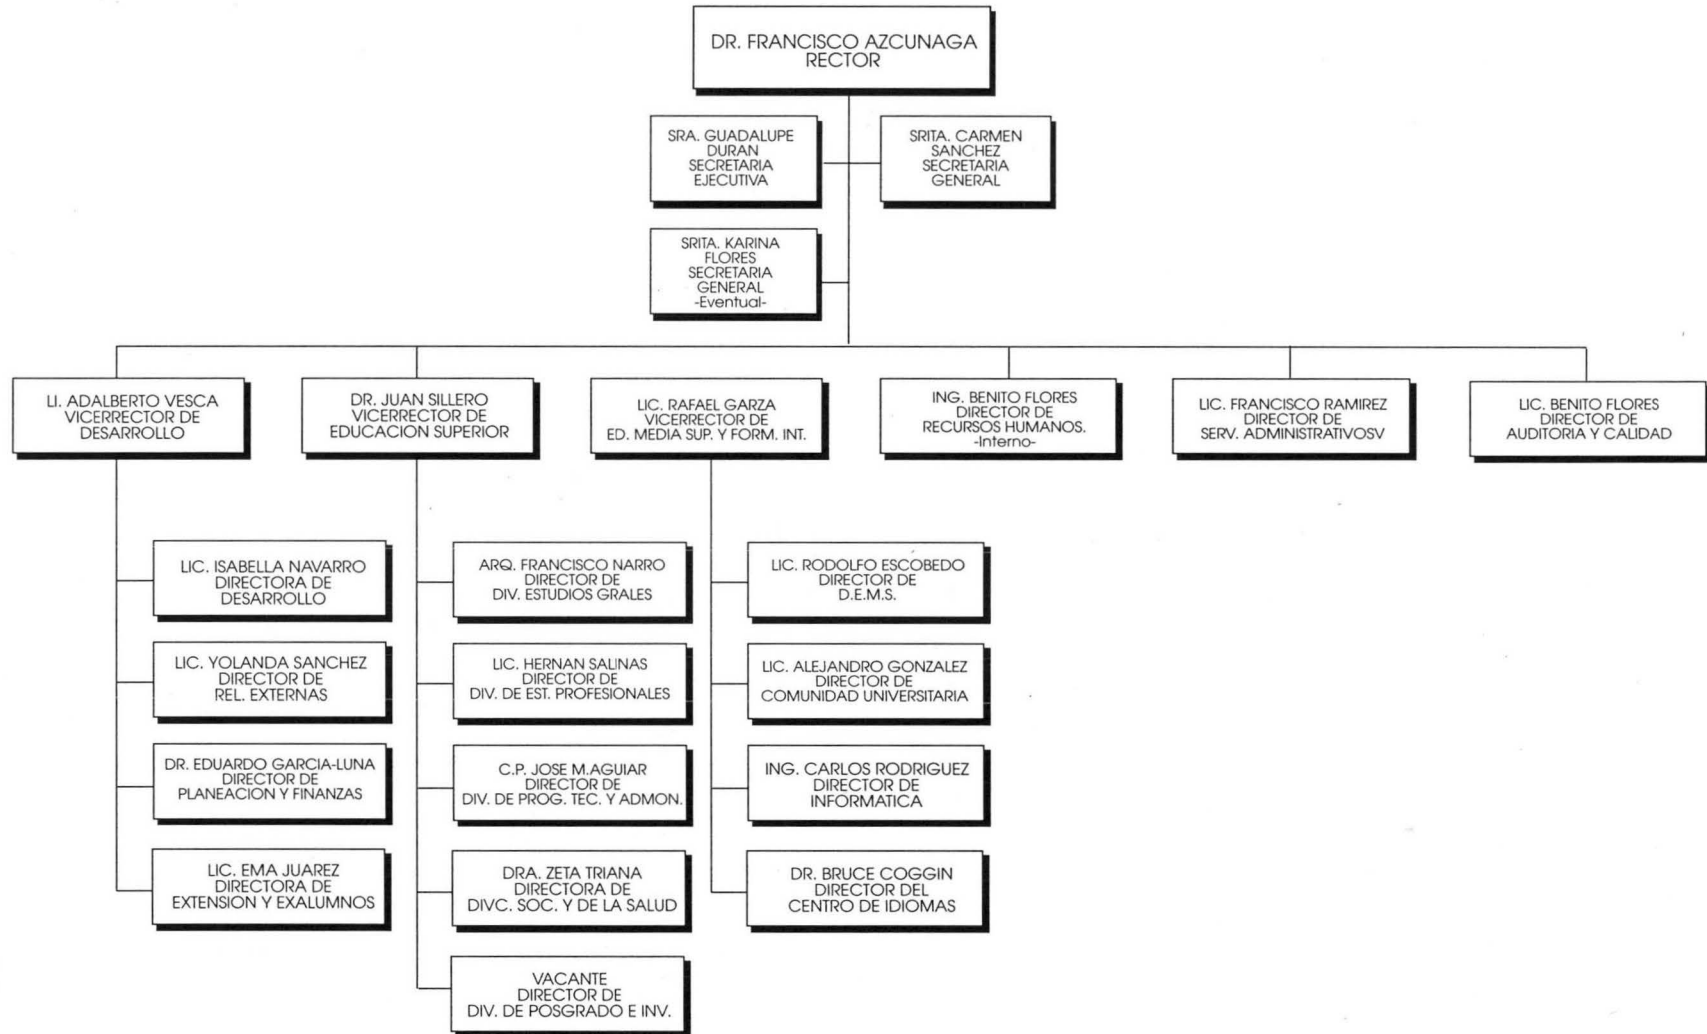 DR. FRANCISCO AZCUNAGA
RECTOR
SRA. GUADALUPE
DURAN
SECRETARIA
EJECUTIVA
SRITA. CARMEN
SANCHEZ
SECRETARIA
GENERAL
SRITA. KARINA
FLORES
SECRETARIA
GENERAL
-Eventual-
LI. ADALBERTO VESCA
VICERRECTOR DE
DESARROLLO
DR. JUAN SILLERO
VICERRECTOR DE
EDUCACION SUPERIOR
LIC. RAFAEL GARZA
VICERRECTOR DE
ED. MEDIA SUP. Y FORM. INT.
ING. BENITO FLORES
DIRECTOR DE
RECURSOS HUMANOS.
-Interno-
LIC. FRANCISCO RAMIREZ
DIRECTOR DE
SERV. ADMINISTRATIVOSV
LIC. BENITO FLORES
DIRECTOR DE
AUDITORIA Y CALIDAD
LIC. ISABELLA NAVARRO
DIRECTORA DE
DESARROLLO
LIC. YOLANDA SANCHEZ
DIRECTOR DE
REL. EXTERNAS
DR. EDUARDO GARCIA-LUNA
DIRECTOR DE
PLANEACION Y FINANZAS
LIC. EMA JUAREZ
DIRECTORA DE
EXTENSION Y EXALUMNOS
ARQ. FRANCISCO NARRO
DIRECTOR DE
DIV. ESTUDIOS GRALES
LIC. HERNAN SALINAS
DIRECTOR DE
DIV. DE EST. PROFESIONALES
C.P. JOSE M.AGUIAR
DIRECTOR DE
DIV. DE PROG. TEC. Y ADMON.
DRA. ZETA TRIANA
DIRECTORA DE
DIVC. SOC. Y DE LA SALUD
VACANTE
DIRECTOR DE
DIV. DE POSGRADO E INV.
LIC. RODOLFO ESCOBEDO
DIRECTOR DE
D.E.M.S.
LIC. ALEJANDRO GONZALEZ
DIRECTOR DE
COMUNIDAD UNIVERSITARIA
ING. CARLOS RODRIGUEZ
DIRECTOR DE
INFORMATICA
DR. BRUCE COGGIN
DIRECTOR DEL
CENTRO DE IDIOMAS